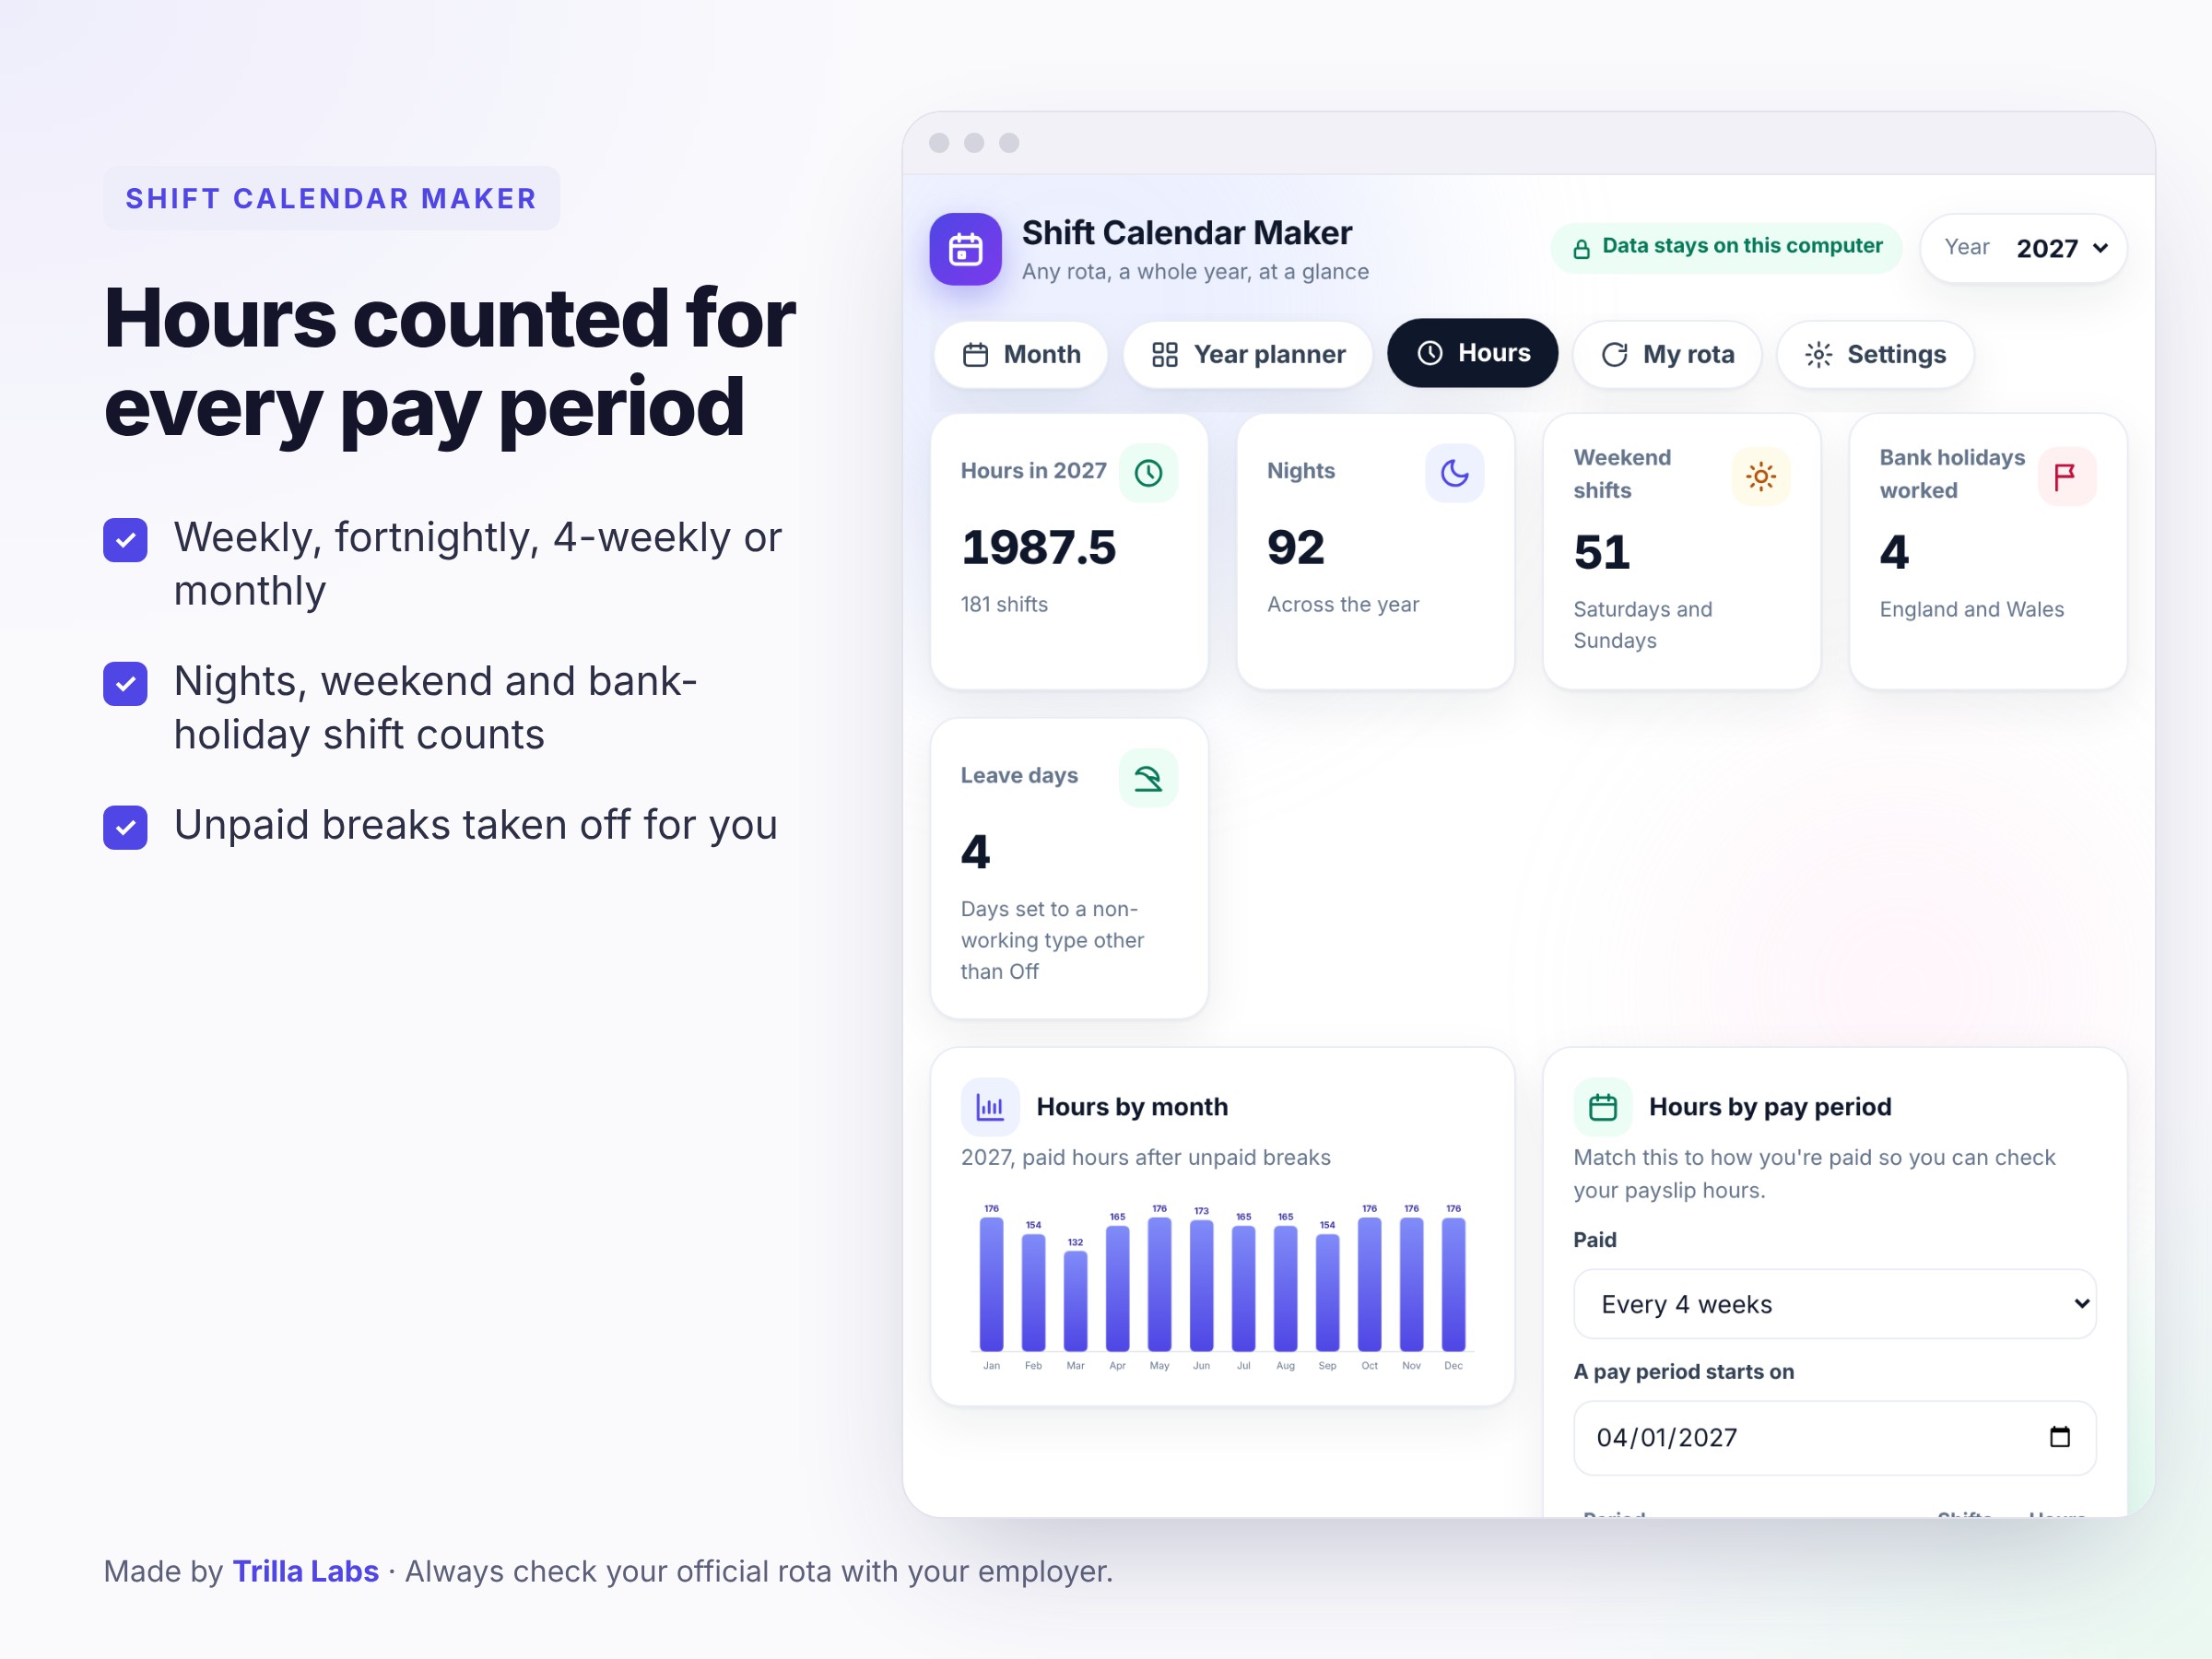 SHIFT CALENDAR MAKER
Hours counted for
every pay period
Weekly, fortnightly, 4-weekly or
monthly
Nights, weekend and bank-
holiday shift counts
Unpaid breaks taken off for you
Shift Calendar Maker
Any rota, a whole year, at a glance
Data stays on this computer
Year 2027
Month
Year planner
Hours
My rota
Settings
Hours in 2027
1987.5
181 shifts
Nights
92
Across the year
Weekend
shifts
51
Saturdays and
Sundays
Bank holidays
worked
4
England and Wales
Leave days
4
Days set to a non-
working type other
than Off
Hours by month
2027, paid hours after unpaid breaks
176 154 132 165 176 173 165 165 154 176 176 176
Jan Feb Mar Apr May Jun Jul Aug Sep Oct Nov Dec
Hours by pay period
Match this to how you're paid so you can check
your payslip hours.
Paid
Every 4 weeks
A pay period starts on
04/01/2027
Period Shifts Hours
Made by Trilla Labs · Always check your official rota with your employer.